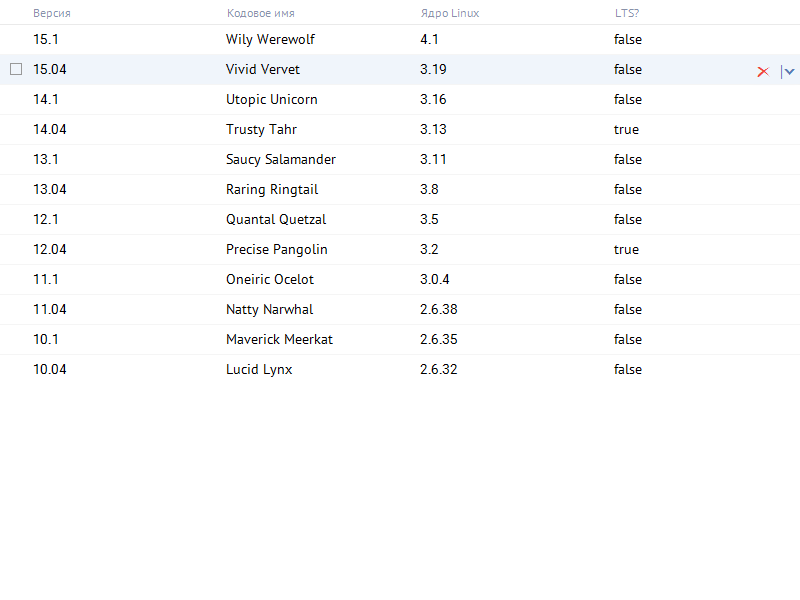 Версия Кодовое имя Ядро Linux LTS?
15.1 Wily Werewolf 4.1 false
15.04 Vivid Vervet 3.19 false
14.1 Utopic Unicorn 3.16 false
14.04 Trusty Tahr 3.13 true
13.1 Saucy Salamander 3.11 false
13.04 Raring Ringtail 3.8 false
12.1 Quantal Quetzal 3.5 false
12.04 Precise Pangolin 3.2 true
11.1 Oneiric Ocelot 3.0.4 false
11.04 Natty Narwhal 2.6.38 false
10.1 Maverick Meerkat 2.6.35 false
10.04 Lucid Lynx 2.6.32 false